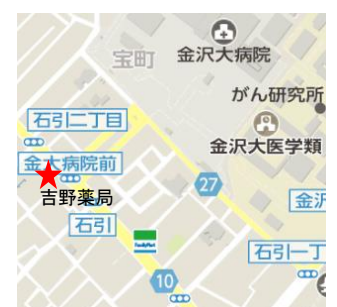 金沢大病院
宝町
がん研究所
石引二丁目
金沢大医学類
金大病院前
27
吉野薬局
金沢
石引
FamilyMart
石引一丁
10